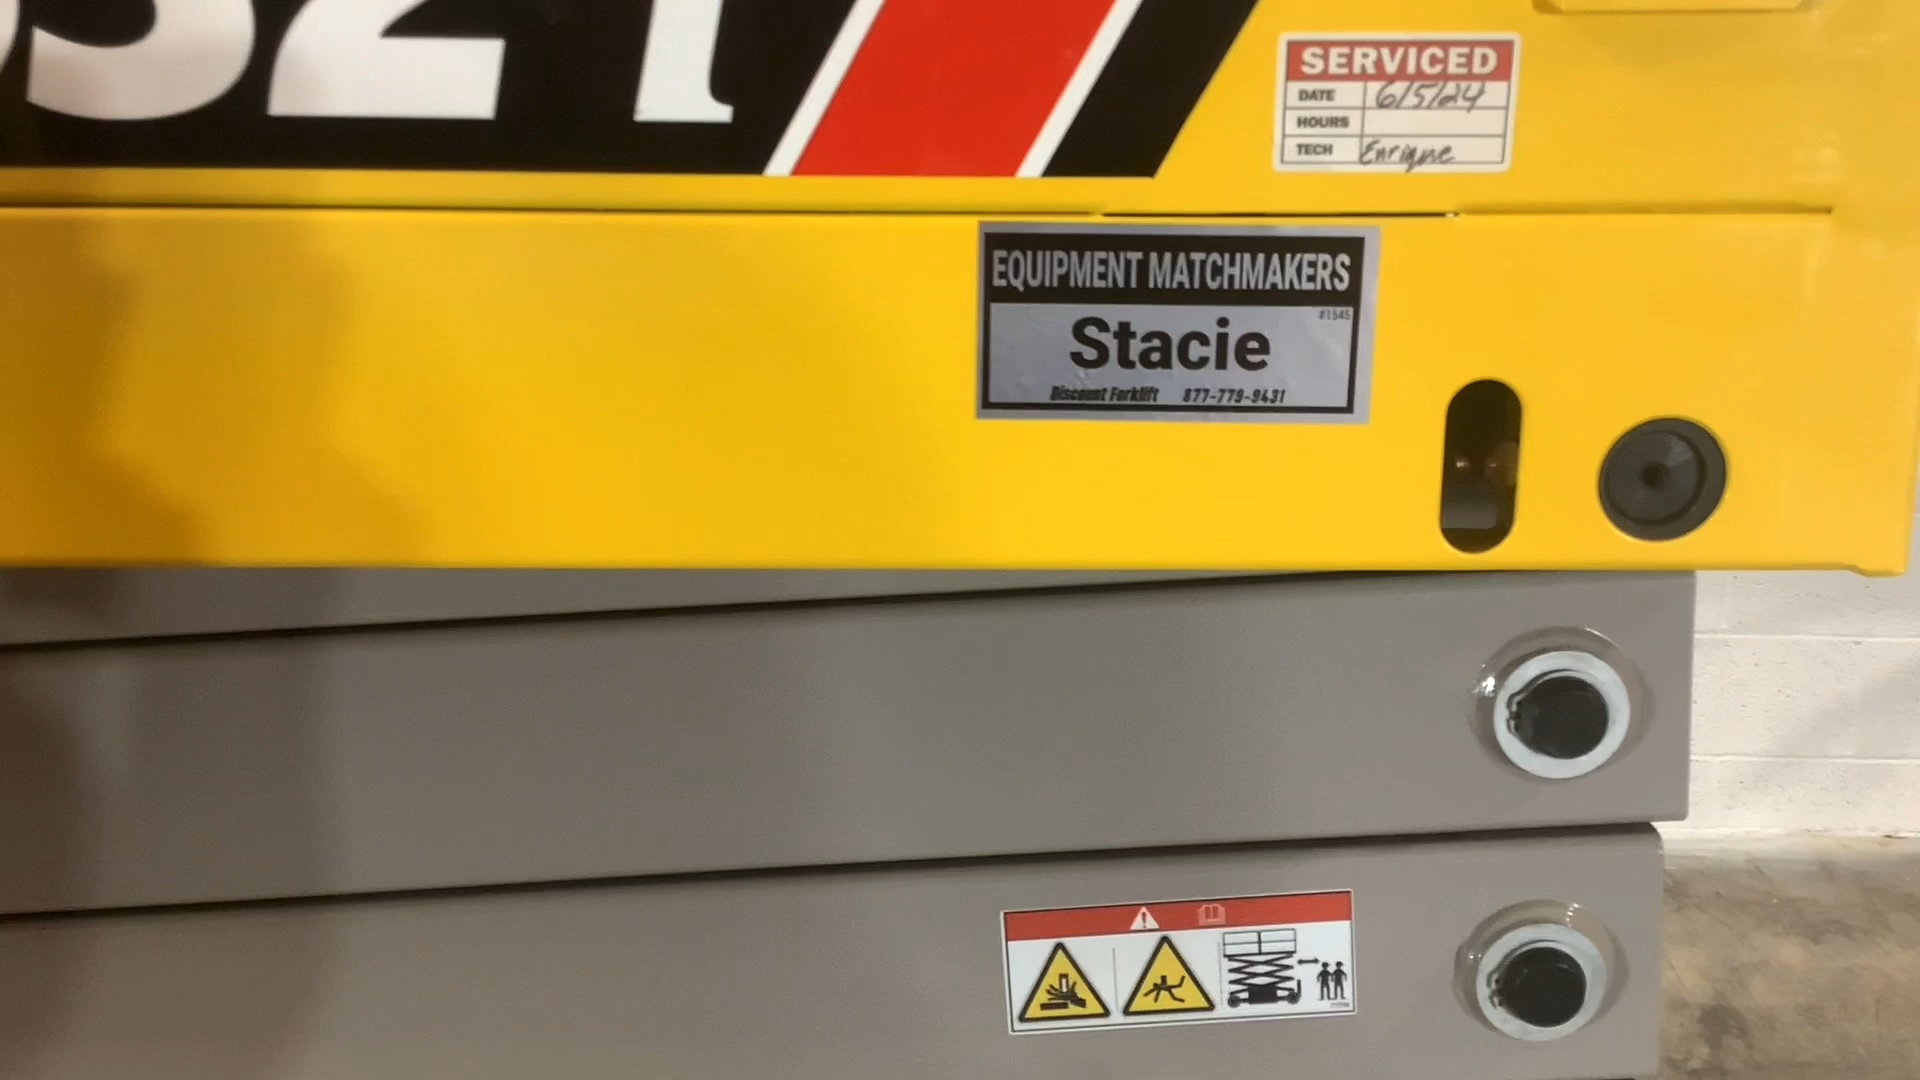 SERVICED
DATE 6/5/24
HOURS
TECH Enrique
EQUIPMENT MATCHMAKERS
#1545
Stacie
Discount Forklift 877-779-9431